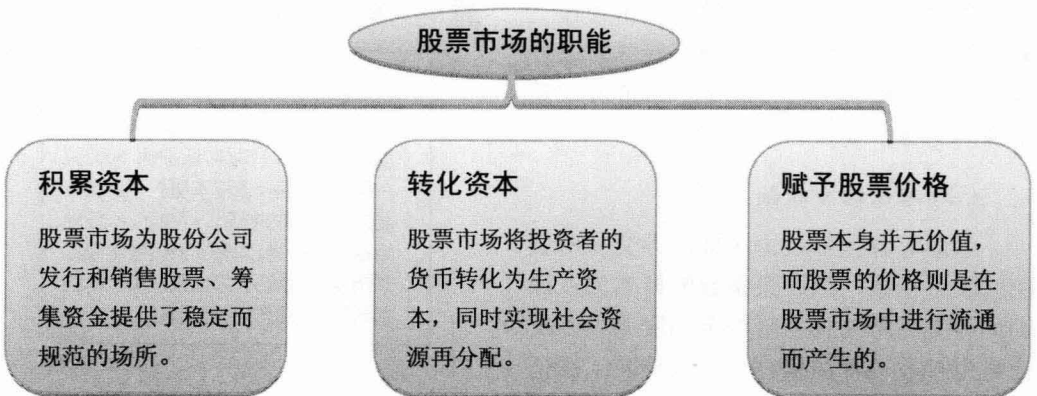 股票市场的职能
积累资本
股票市场为股份公司
发行和销售股票、筹
集资金提供了稳定而
规范的场所。
转化资本
股票市场将投资者的
货币转化为生产资
本，同时实现社会资
源再分配。
赋予股票价格
股票本身并无价值，
而股票的价格则是在
股票市场中进行流通
而产生的。